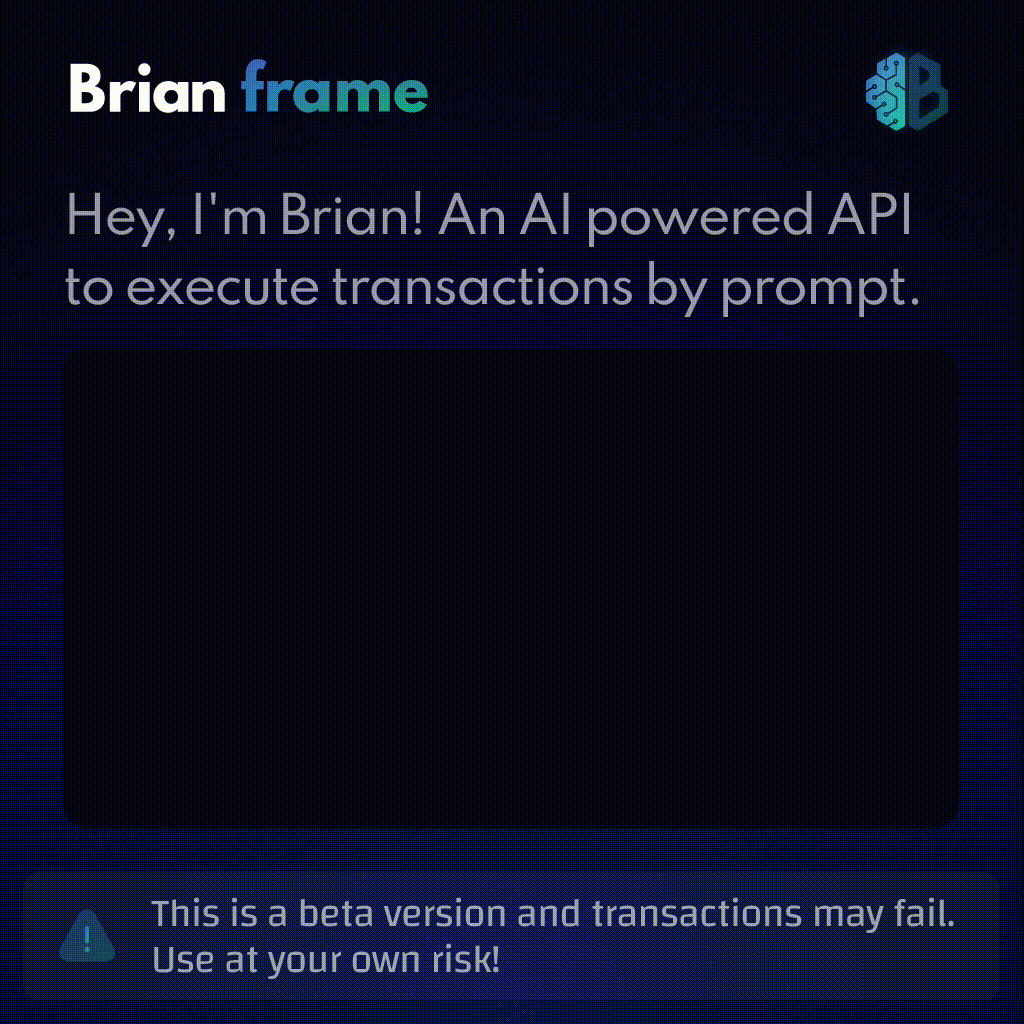 Brian frame
B
Hey, I'm Brian! An AI powered API
to execute transactions by prompt.
This is a beta version and transactions may fail.
Use at your own risk!